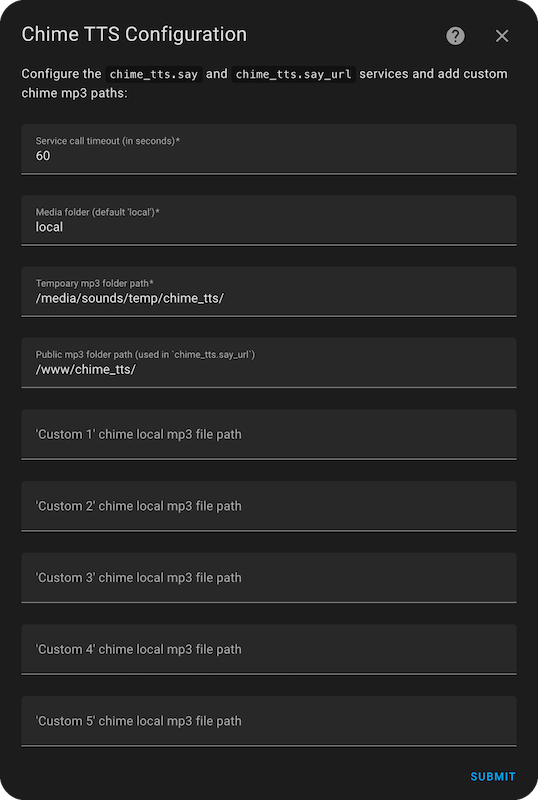 Chime TTS Configuration
Configure the chime_tts.say and chime_tts.say_url services and add custom
chime mp3 paths:
Service call timeout (in seconds)*
60
Media folder (default 'local')*
local
Tempoary mp3 folder path*
/media/sounds/temp/chime_tts/
Public mp3 folder path (used in `chime_tts.say_url`)
/www/chime_tts/
'Custom 1' chime local mp3 file path
'Custom 2' chime local mp3 file path
'Custom 3' chime local mp3 file path
'Custom 4' chime local mp3 file path
'Custom 5' chime local mp3 file path
SUBMIT